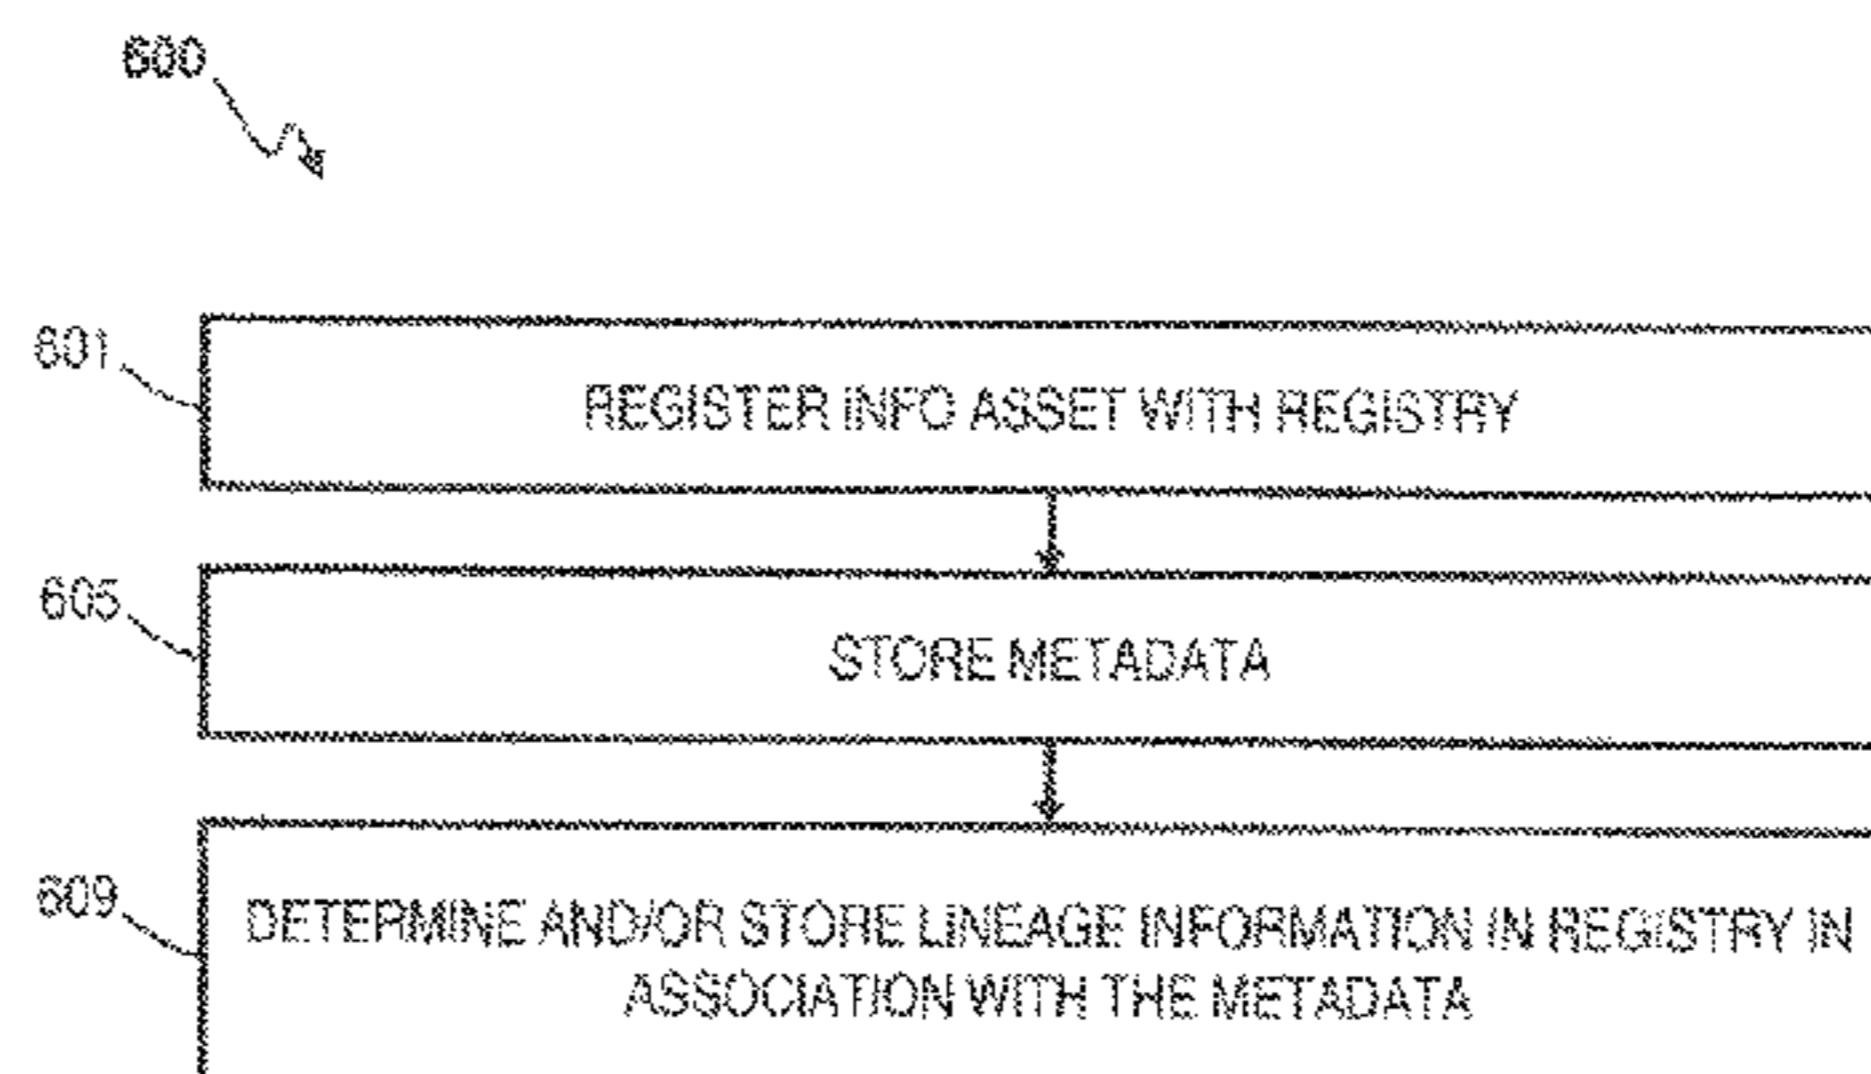 600
601
REGISTER INFO ASSET WITH REGISTRY
605
STORE METADATA
609
DETERMINE AND/OR STORE LINEAGE INFORMATION IN REGISTRY IN
ASSOCIATION WITH THE METADATA